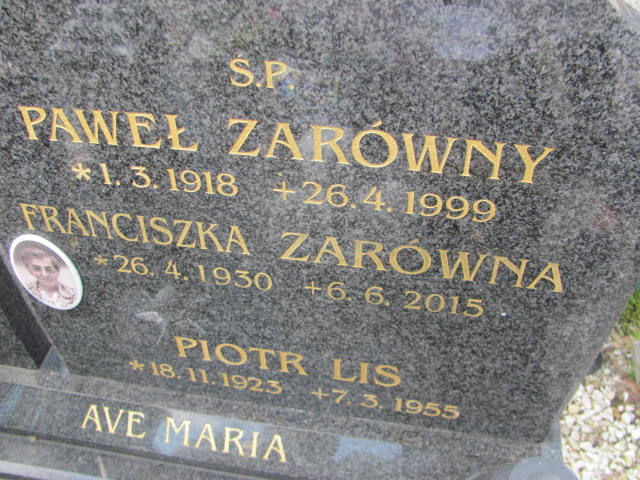 Ś.P.
PAWEŁ ZARÓWNY
*1.3.1918 +26.4.1999
FRANCISZKA ZARÓWNA
*26.4.1930 +6.6.2015
PIOTR LIS
*18.11.1923 +7.3.1955
AVE MARIA